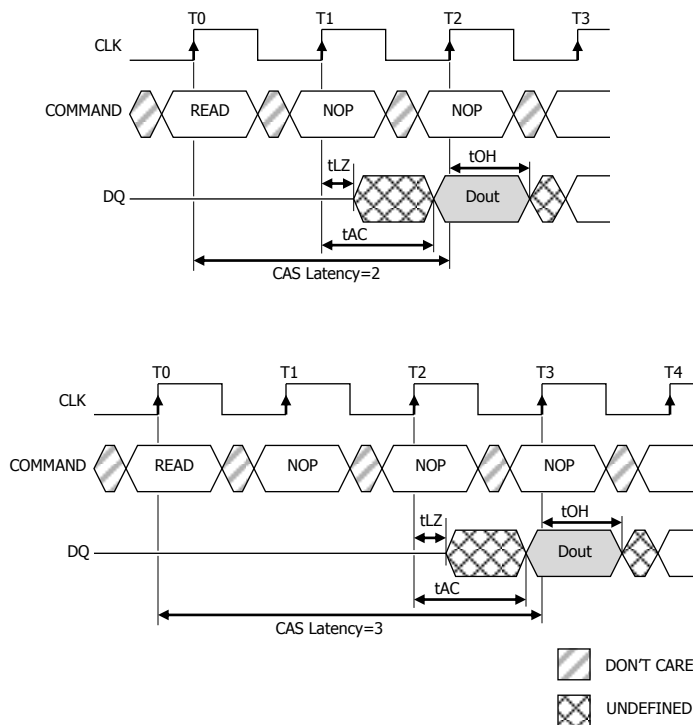 T0 T1 T2 T3
CLK
COMMAND READ NOP NOP
tLZ tOH
DQ Dout
tAC
CAS Latency=2
T0 T1 T2 T3 T4
CLK
COMMAND READ NOP NOP NOP
tLZ tOH
DQ Dout
tAC
CAS Latency=3
DON'T CARE
UNDEFINED